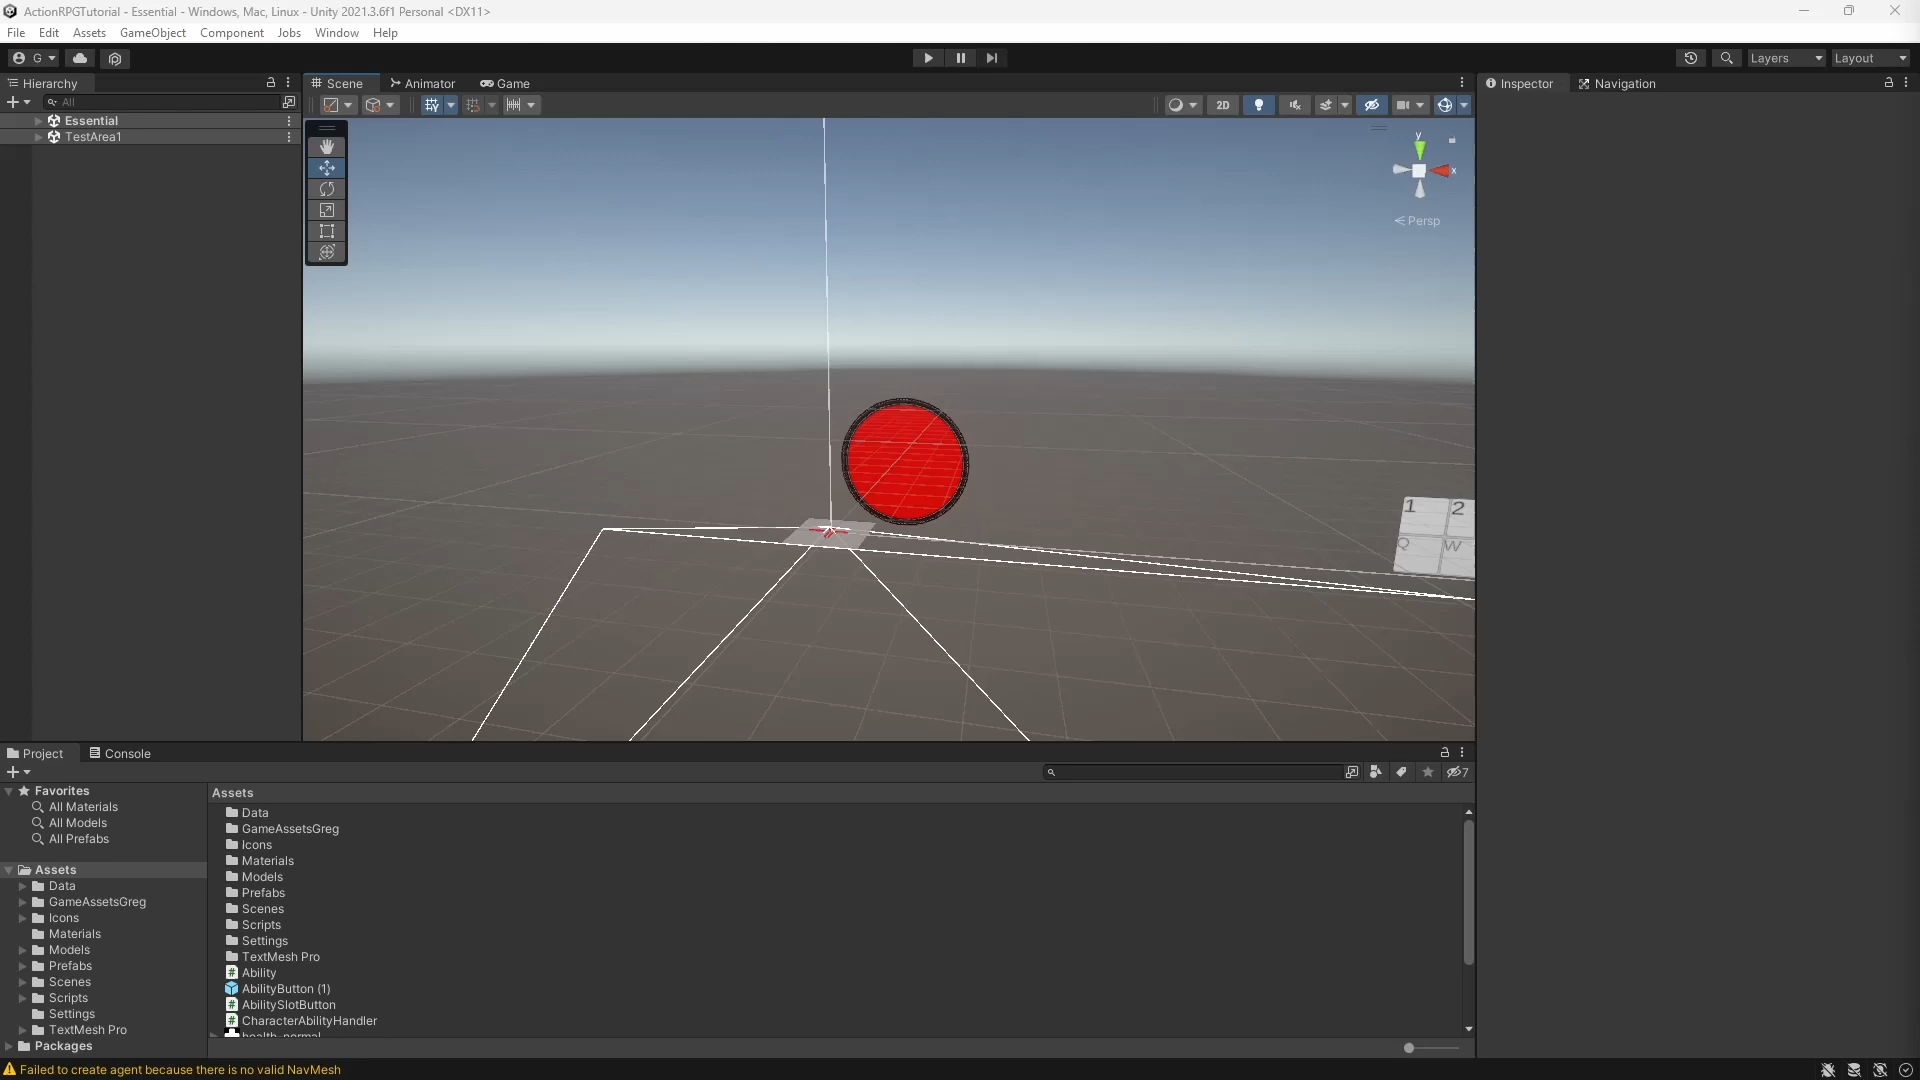 ActionRPGTutorial - Essential - Windows, Mac, Linux - Unity 2021.3.6f1 Personal <DX11>
File Edit Assets GameObject Component Jobs Window Help
G
Layers Layout
Hierarchy
Scene Animator Game
Inspector Navigation
All
2D
Essential
TestArea1
y
x
Persp
1 2
Q W
Project Console
7
Favorites
All Materials
All Models
All Prefabs
Assets
Data
GameAssetsGreg
Icons
Materials
Models
Prefabs
Scenes
Scripts
Settings
TextMesh Pro
Packages
Assets
Data
GameAssetsGreg
Icons
Materials
Models
Prefabs
Scenes
Scripts
Settings
TextMesh Pro
Ability
AbilityButton (1)
AbilitySlotButton
CharacterAbilityHandler
Failed to create agent because there is no valid NavMesh